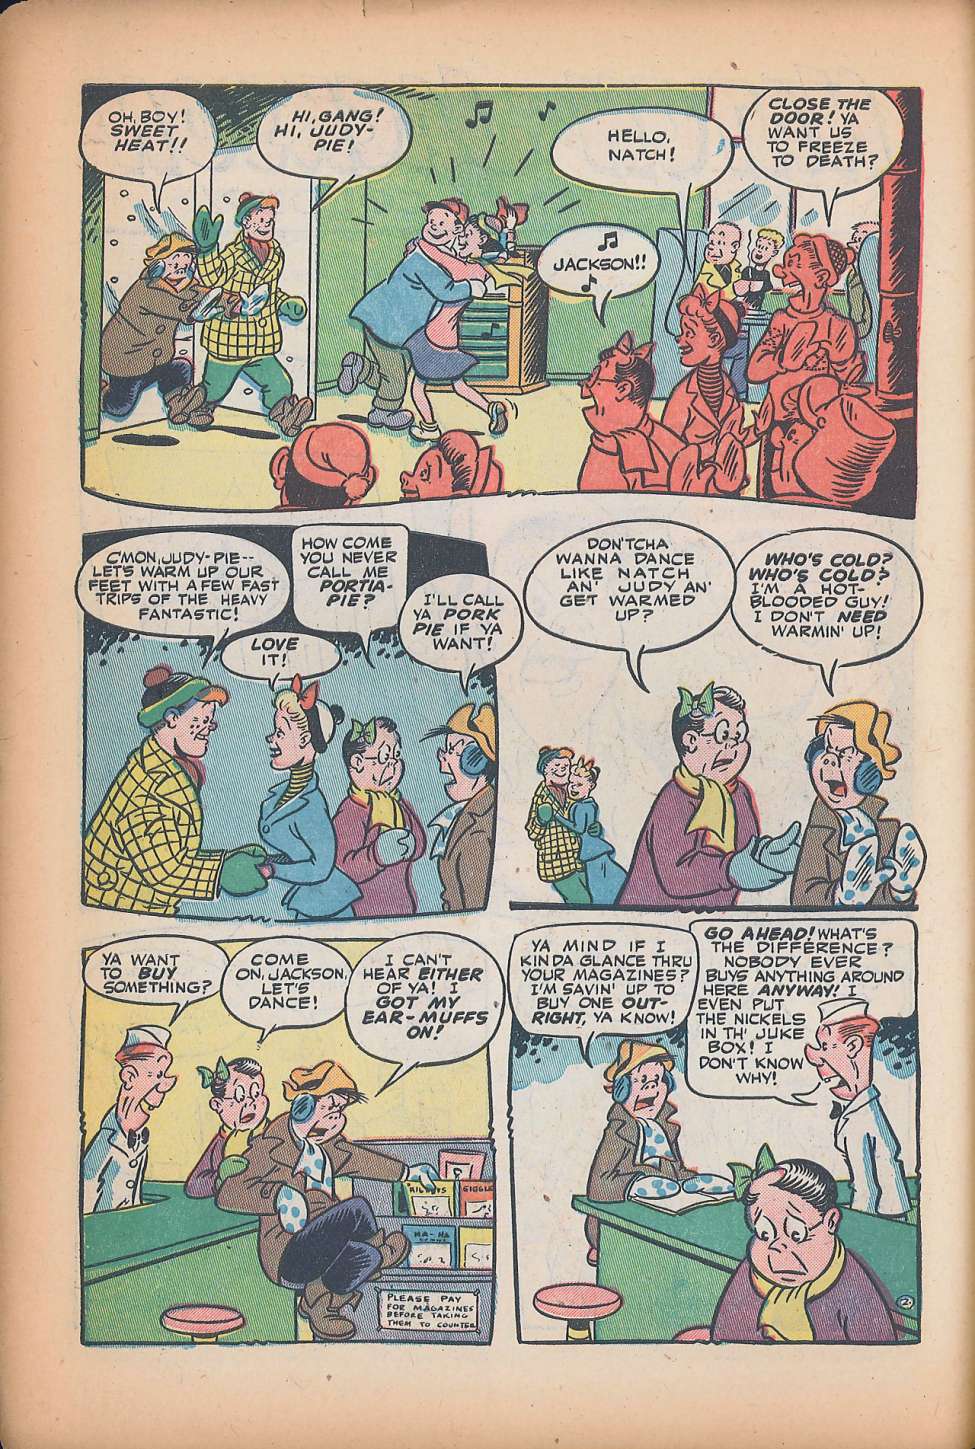 OH, BOY!
SWEET
HEAT!!
HI, GANG!
HI, JUDY-
PIE!
HELLO,
NATCH!
CLOSE THE
DOOR! YA
WANT US
TO FREEZE
TO DEATH?
JACKSON!!
C'MON, JUDY-PIE--
LET'S WARM UP OUR
FEET WITH A FEW FAST
TRIPS OF THE HEAVY
FANTASTIC!
LOVE
IT!
HOW COME
YOU NEVER
CALL ME
PORTIA-
PIE?
I'LL CALL
YA PORK
PIE IF YA
WANT!
DON'TCHA
WANNA DANCE
LIKE NATCH
AN' JUDY AN'
GET WARMED
UP?
WHO'S COLD?
WHO'S COLD?
I'M A HOT-
BLOODED GUY!
I DON'T NEED
WARMIN' UP!
YA WANT
TO BUY
SOMETHING?
COME
ON, JACKSON,
LET'S
DANCE!
I CAN'T
HEAR EITHER
OF YA! I
GOT MY
EAR-MUFFS
ON!
GIGGLE
HA-HA
PLEASE PAY
FOR MAGAZINES
BEFORE TAKING
THEM TO COUNTER
YA MIND IF I
KINDA GLANCE THRU
YOUR MAGAZINES?
I'M SAVIN' UP TO
BUY ONE OUT-
RIGHT, YA KNOW!
GO AHEAD! WHAT'S
THE DIFFERENCE?
NOBODY EVER
BUYS ANYTHING AROUND
HERE ANYWAY! I
EVEN PUT
THE NICKELS
IN TH' JUKE
BOX! I
DON'T KNOW
WHY!
2